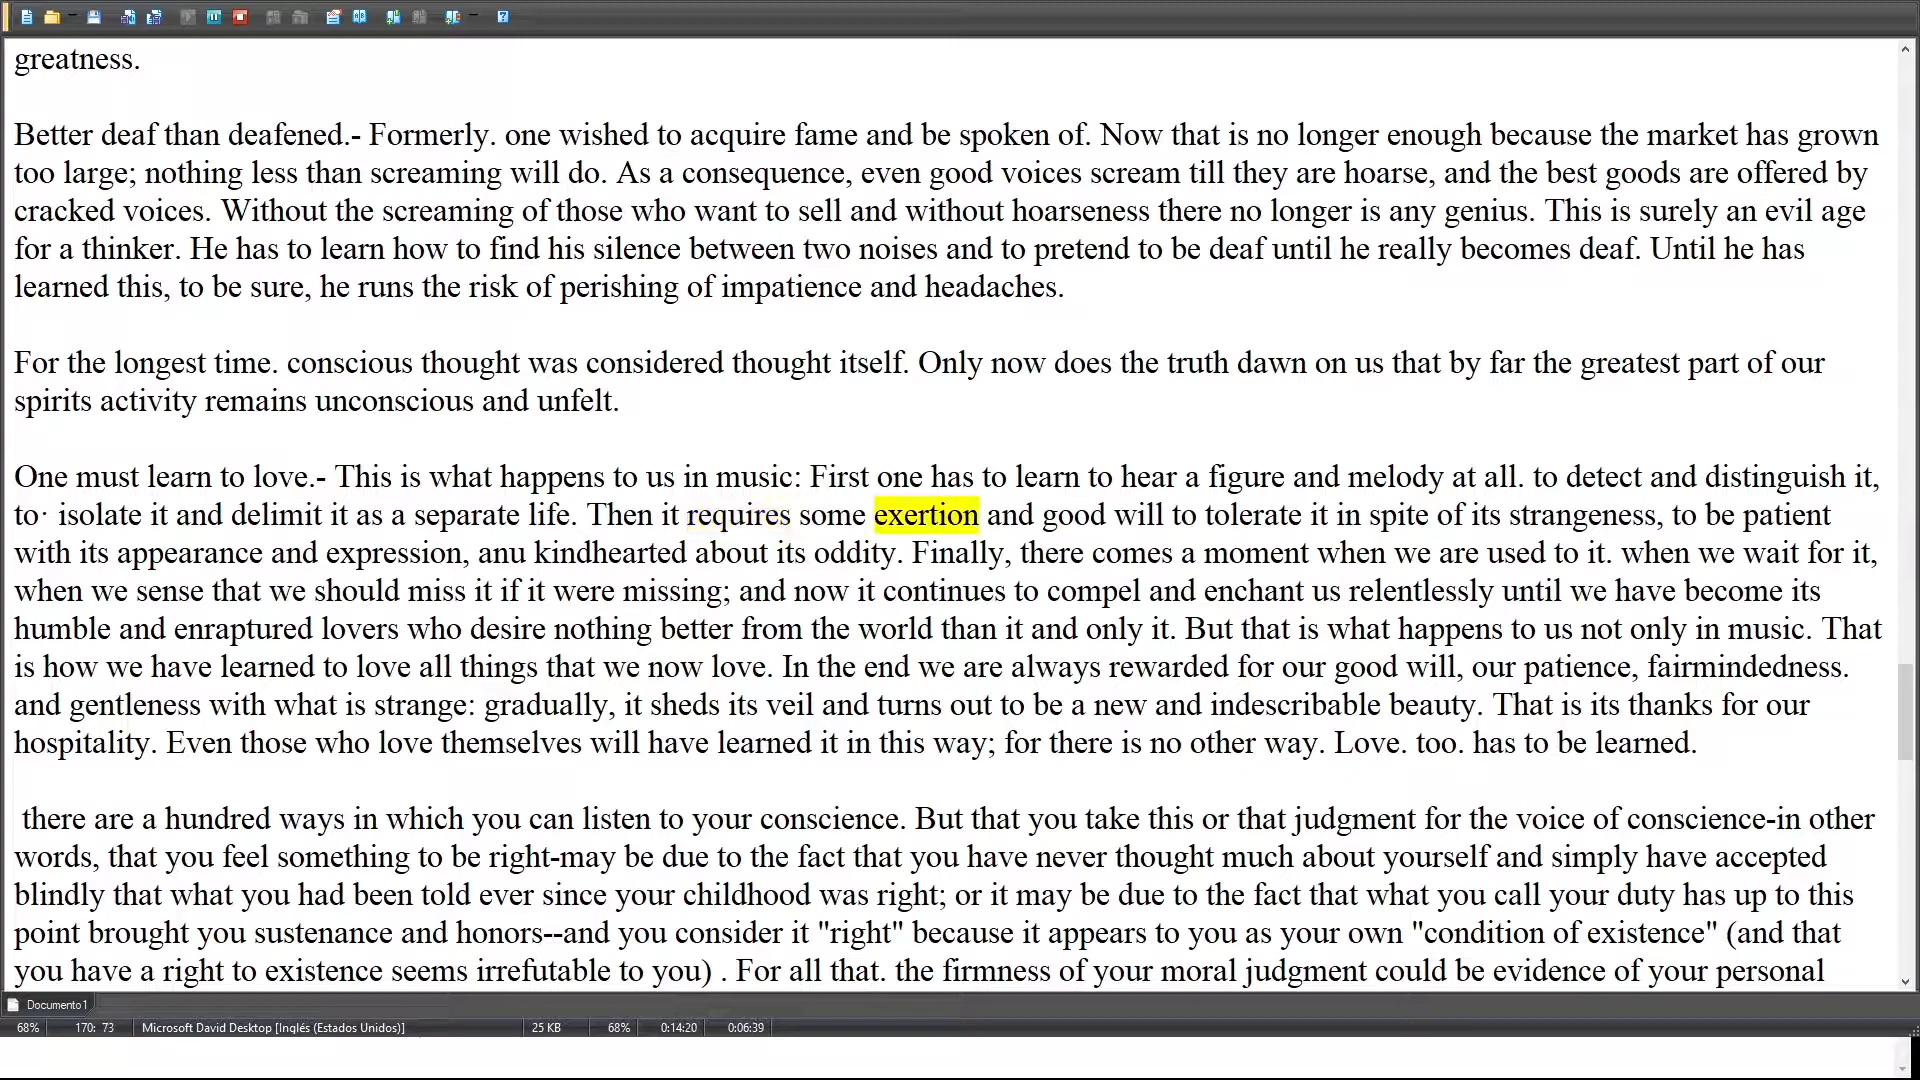 greatness.
Better deaf than deafened.- Formerly. one wished to acquire fame and be spoken of. Now that is no longer enough because the market has grown
too large; nothing less than screaming will do. As a consequence, even good voices scream till they are hoarse, and the best goods are offered by
cracked voices. Without the screaming of those who want to sell and without hoarseness there no longer is any genius. This is surely an evil age
for a thinker. He has to learn how to find his silence between two noises and to pretend to be deaf until he really becomes deaf. Until he has
learned this, to be sure, he runs the risk of perishing of impatience and headaches.
For the longest time. conscious thought was considered thought itself. Only now does the truth dawn on us that by far the greatest part of our
spirits activity remains unconscious and unfelt.
One must learn to love.- This is what happens to us in music: First one has to learn to hear a figure and melody at all. to detect and distinguish it,
to· isolate it and delimit it as a separate life. Then it requires some exertion and good will to tolerate it in spite of its strangeness, to be patient
with its appearance and expression, anu kindhearted about its oddity. Finally, there comes a moment when we are used to it. when we wait for it,
when we sense that we should miss it if it were missing; and now it continues to compel and enchant us relentlessly until we have become its
humble and enraptured lovers who desire nothing better from the world than it and only it. But that is what happens to us not only in music. That
is how we have learned to love all things that we now love. In the end we are always rewarded for our good will, our patience, fairmindedness.
and gentleness with what is strange: gradually, it sheds its veil and turns out to be a new and indescribable beauty. That is its thanks for our
hospitality. Even those who love themselves will have learned it in this way; for there is no other way. Love. too. has to be learned.
there are a hundred ways in which you can listen to your conscience. But that you take this or that judgment for the voice of conscience-in other
words, that you feel something to be right-may be due to the fact that you have never thought much about yourself and simply have accepted
blindly that what you had been told ever since your childhood was right; or it may be due to the fact that what you call your duty has up to this
point brought you sustenance and honors--and you consider it "right" because it appears to you as your own "condition of existence" (and that
you have a right to existence seems irrefutable to you) . For all that. the firmness of your moral judgment could be evidence of your personal
Documento1
68% 170: 73 Microsoft David Desktop [Inglés (Estados Unidos)] 25 KB 68% 0:14:20 0:06:39